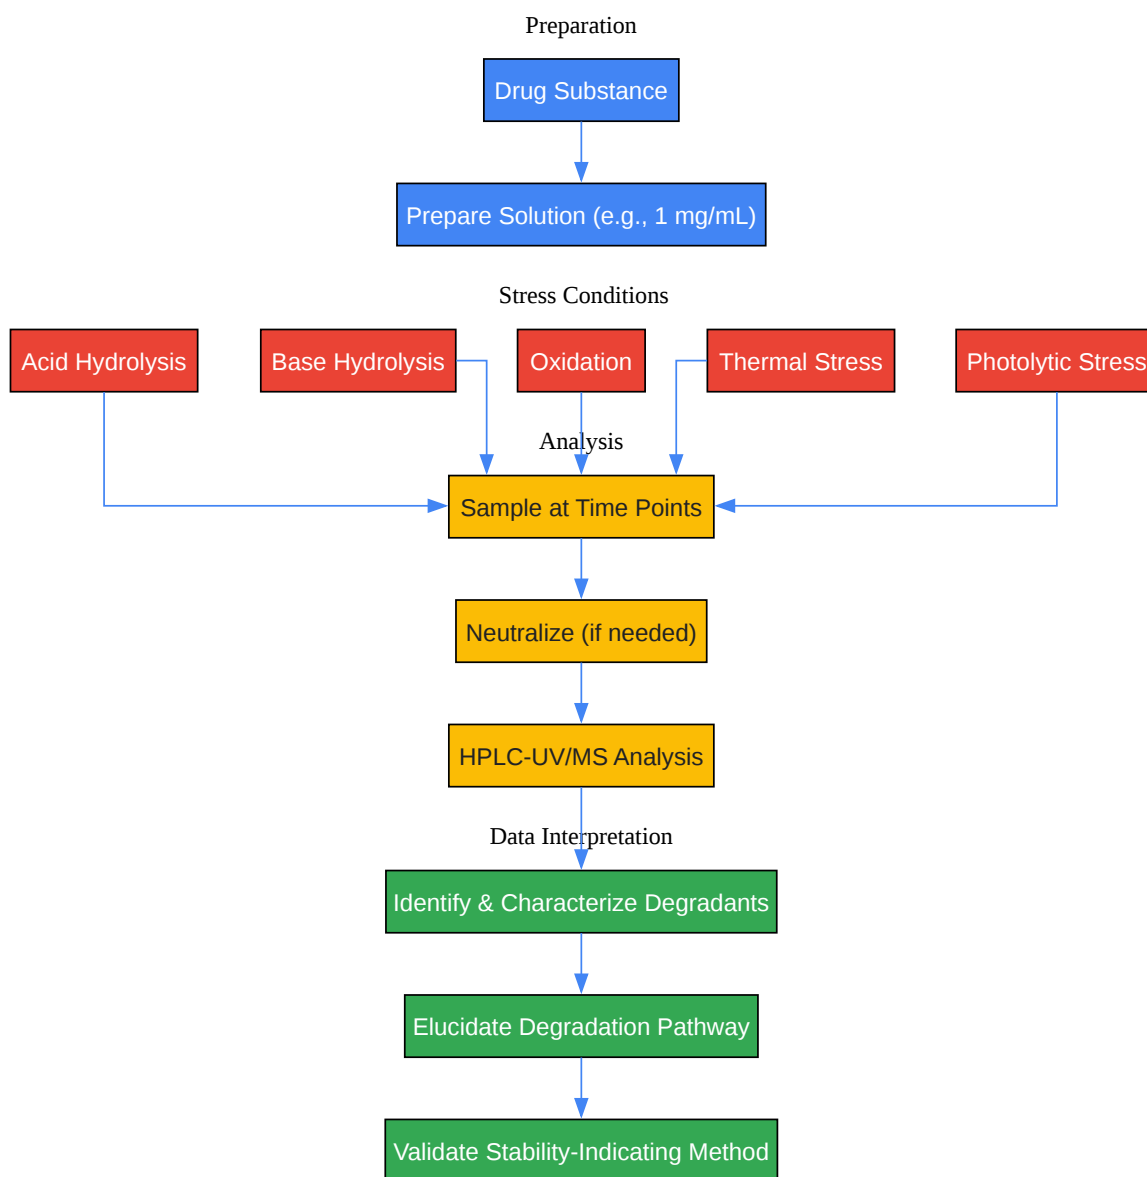 Preparation
Drug Substance
Prepare Solution (e.g., 1 mg/mL)
Stress Conditions
Acid Hydrolysis
Base Hydrolysis
Oxidation
Thermal Stress
Photolytic Stress
Analysis
Sample at Time Points
Neutralize (if needed)
HPLC-UV/MS Analysis
Data Interpretation
Identify & Characterize Degradants
Elucidate Degradation Pathway
Validate Stability-Indicating Method